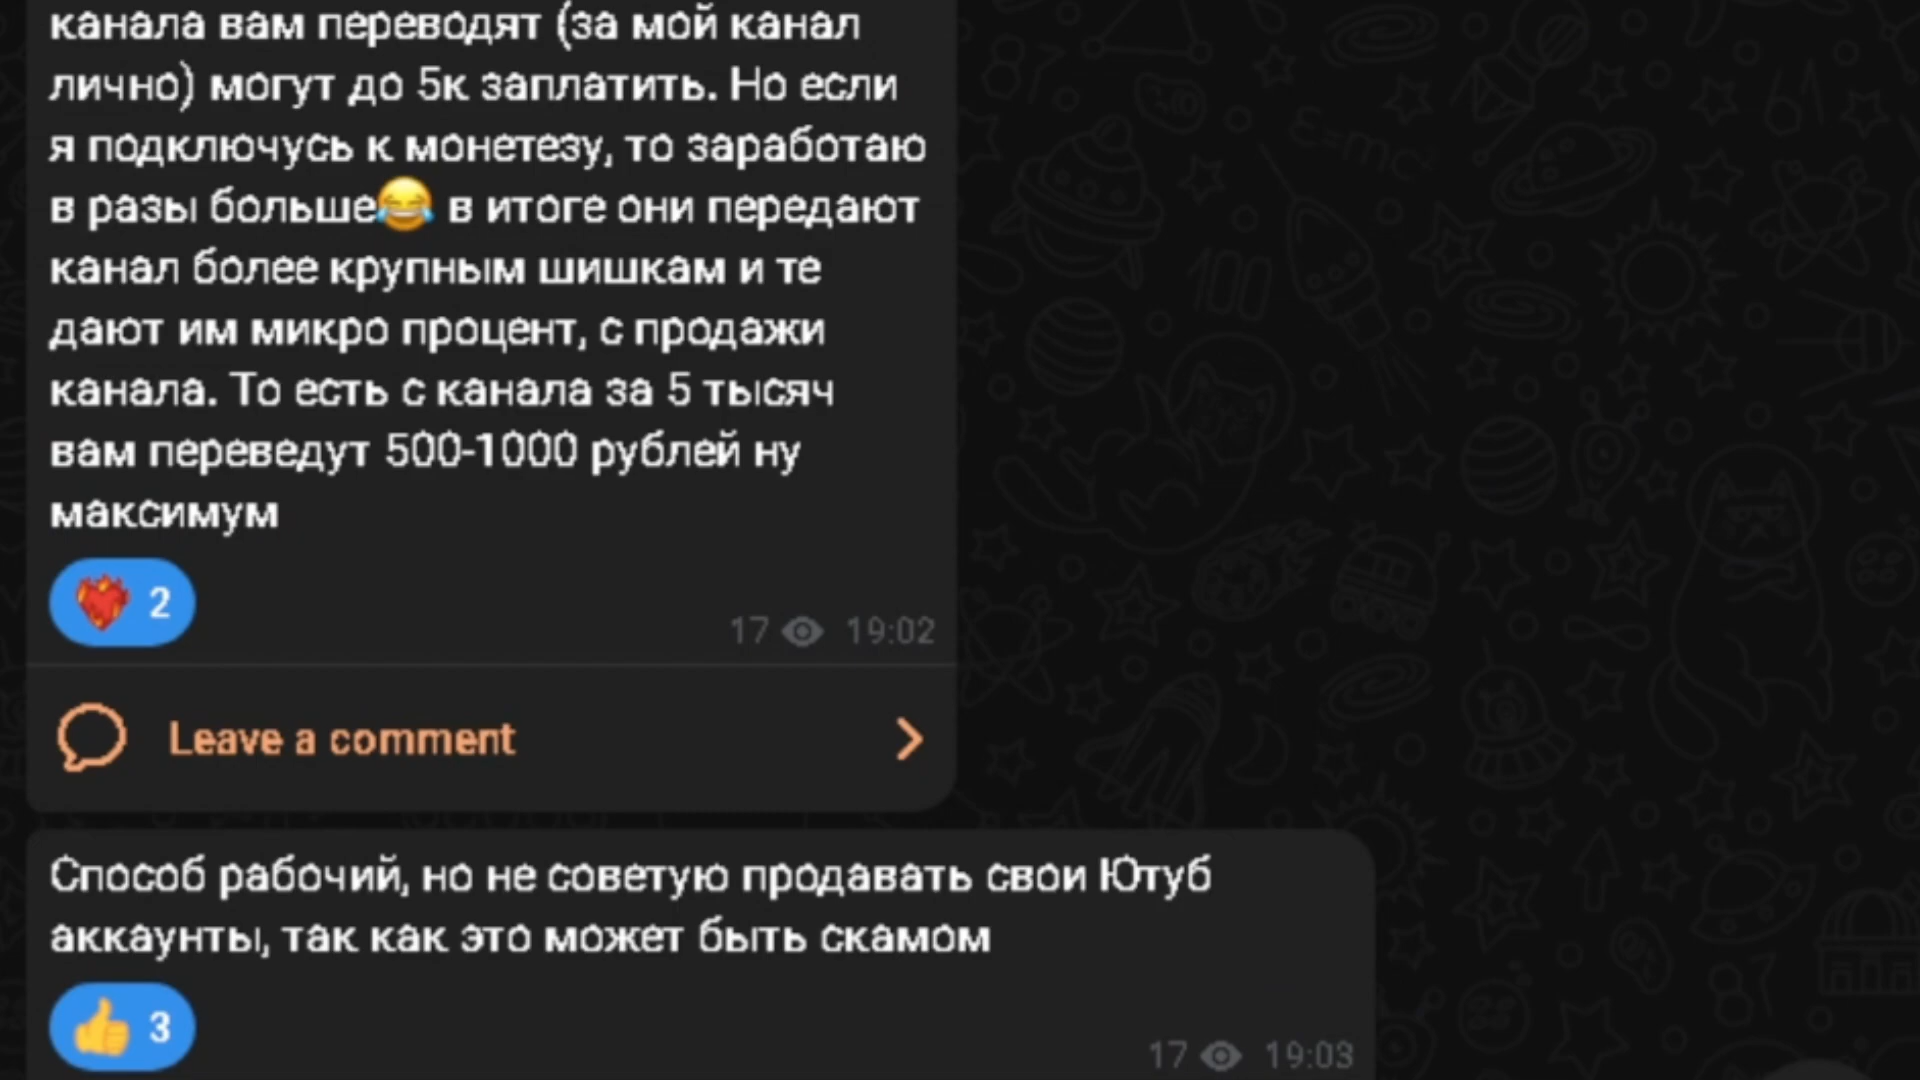 канала вам переводят (за мой канал
лично) могут до 5к заплатить. Но если
я подключусь к монетезу, то заработаю
в разы больше😂 в итоге они передают
канал более крупным шишкам и те
дают им микро процент, с продажи
канала. То есть с канала за 5 тысяч
вам переведут 500-1000 рублей ну
максимум
2
17 19:02
Leave a comment
Способ рабочий, но не советую продавать свои Ютуб
аккаунты, так как это может быть скамом
3
17 19:03